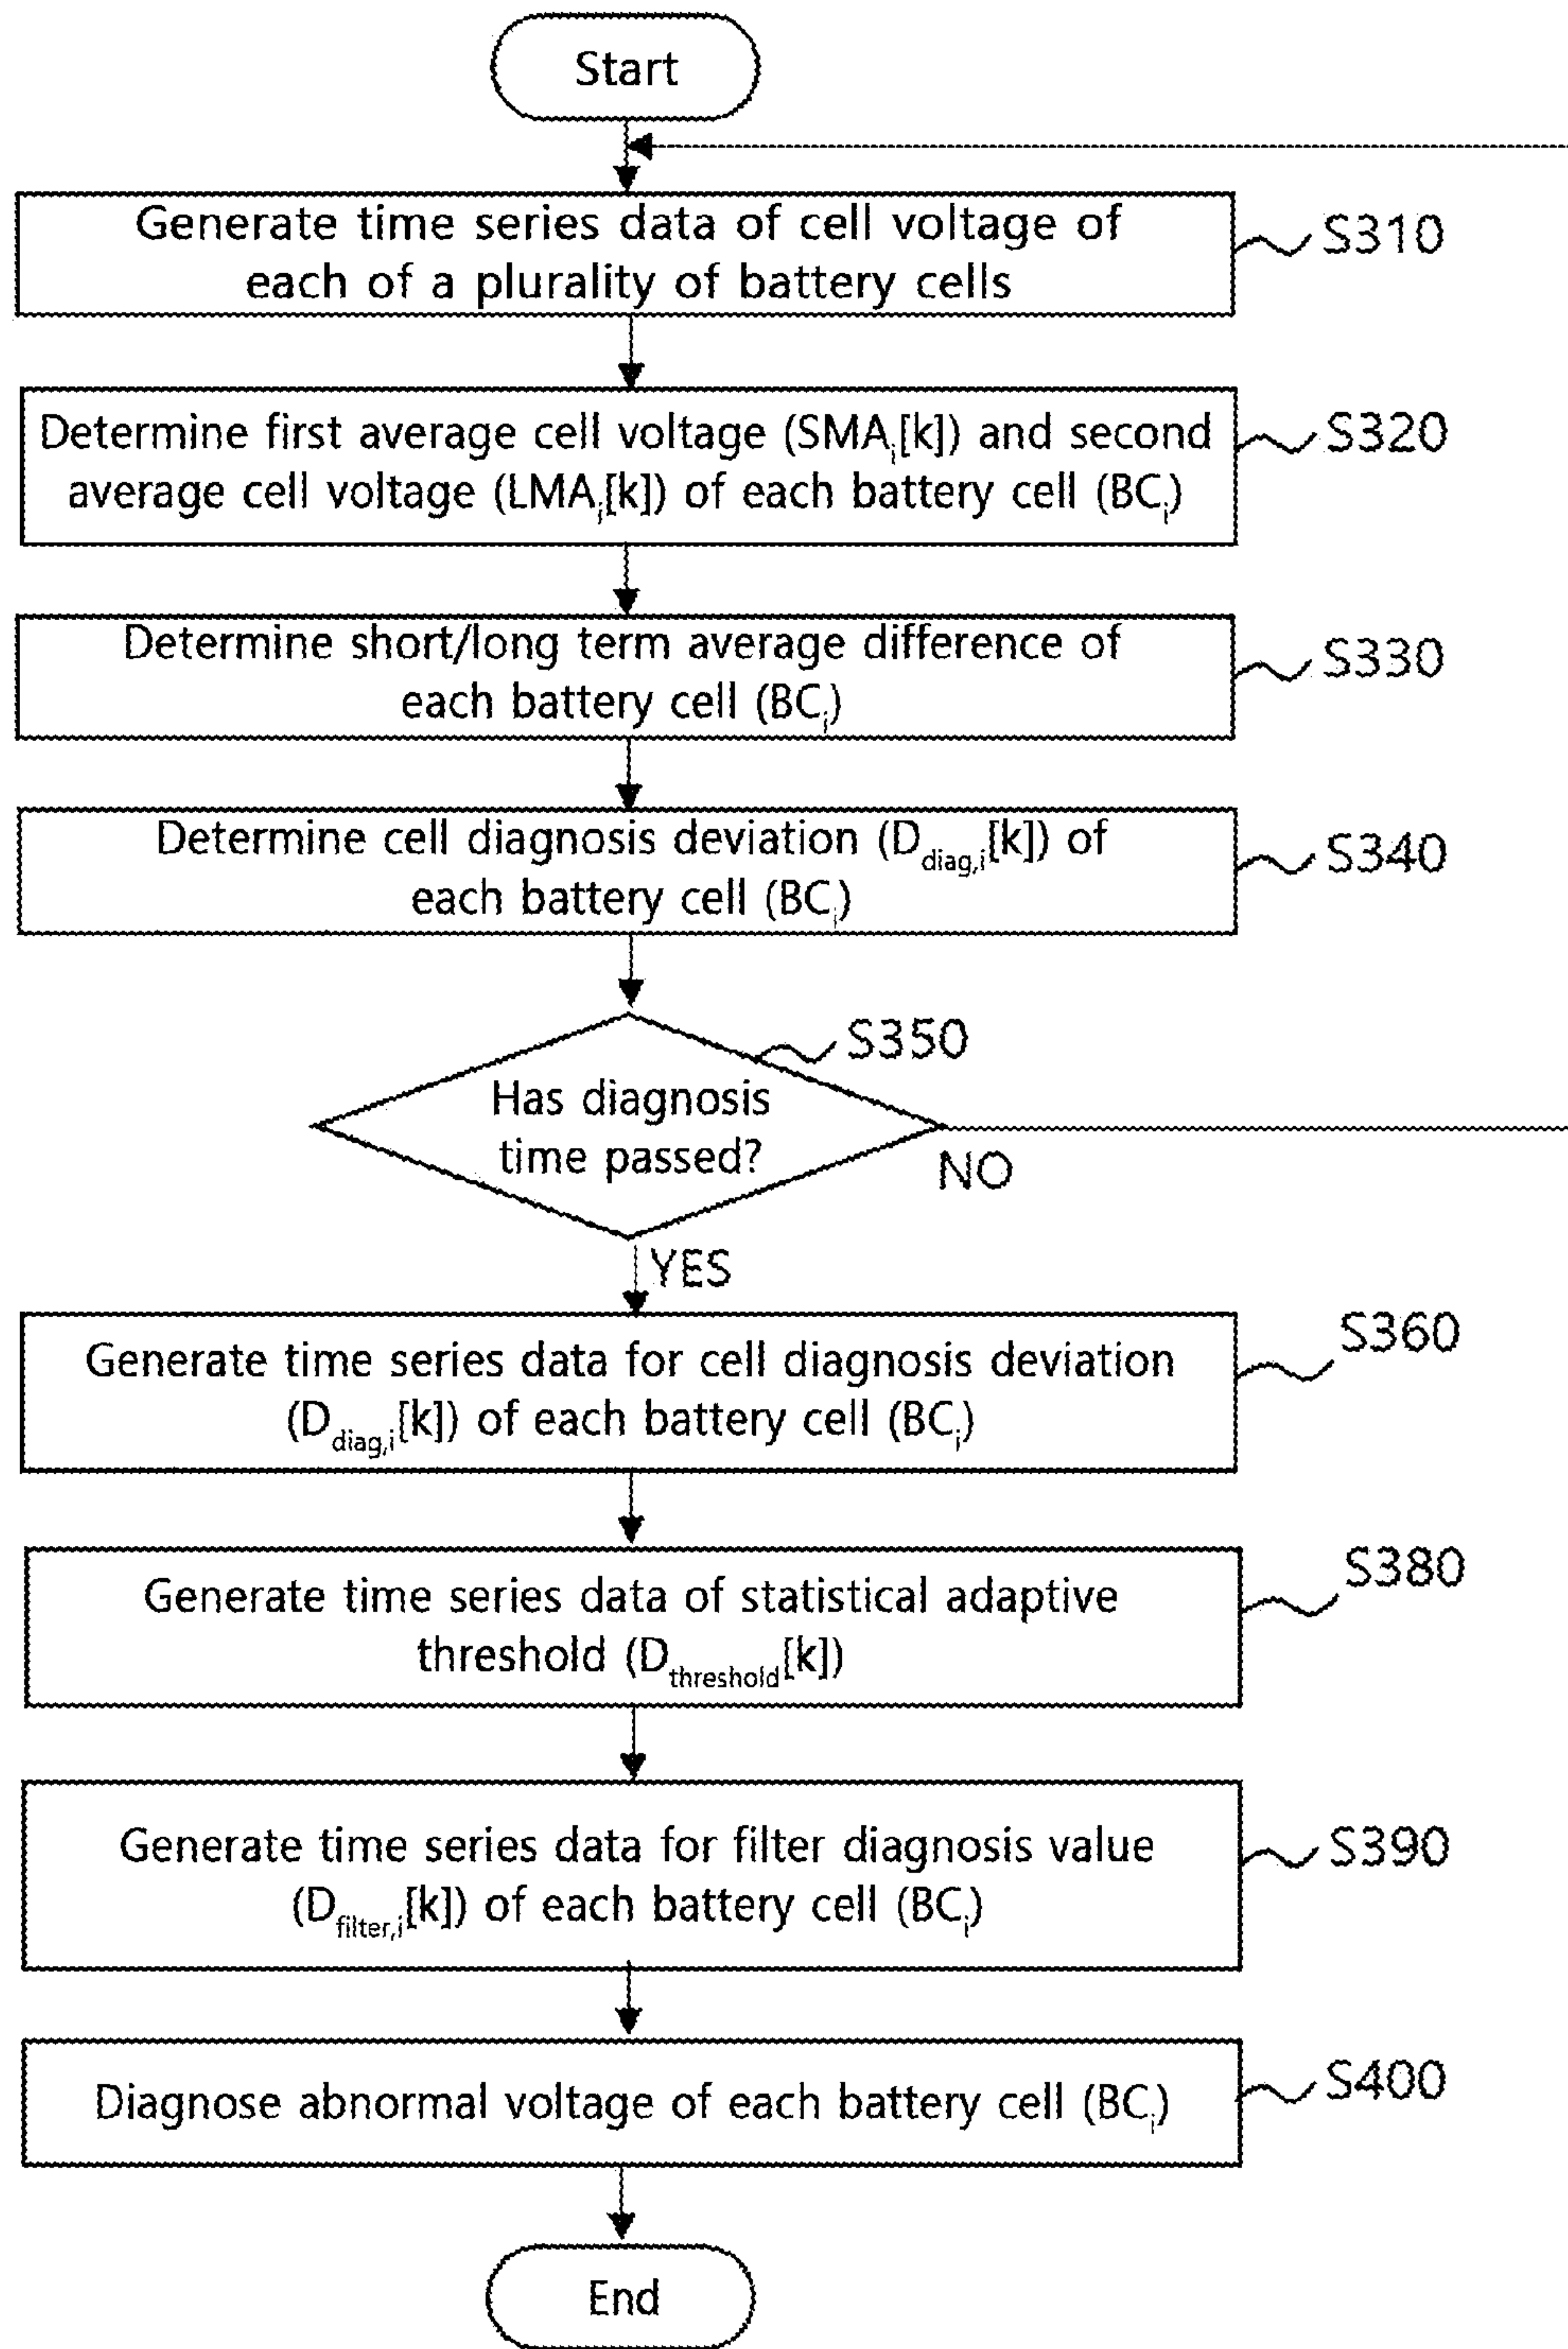 Start
Generate time series data of cell voltage of
each of a plurality of battery cells
S310
Determine first average cell voltage (SMAi[k]) and second
average cell voltage (LMAi[k]) of each battery cell (BCi)
S320
Determine short/long term average difference of
each battery cell (BCi)
S330
Determine cell diagnosis deviation (Ddiag,i[k]) of
each battery cell (BCi)
S340
S350
Has diagnosis
time passed?
NO
YES
Generate time series data for cell diagnosis deviation
(Ddiag,i[k]) of each battery cell (BCi)
S360
Generate time series data of statistical adaptive
threshold (Dthreshold[k])
S380
Generate time series data for filter diagnosis value
(Dfilter,i[k]) of each battery cell (BCi)
S390
Diagnose abnormal voltage of each battery cell (BCi)
S400
End